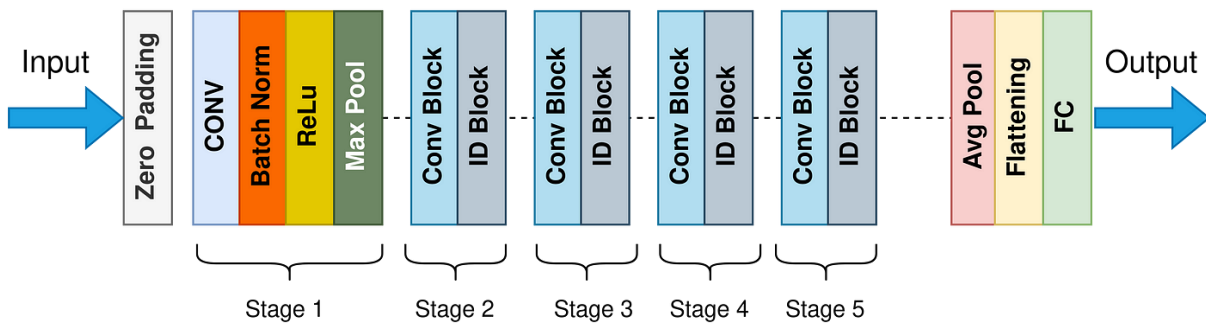 Input
Zero Padding
CONV
Batch Norm
ReLu
Max Pool
Conv Block
ID Block
Conv Block
ID Block
Conv Block
ID Block
Conv Block
ID Block
Avg Pool
Flattening
FC
Output
Stage 1
Stage 2
Stage 3
Stage 4
Stage 5